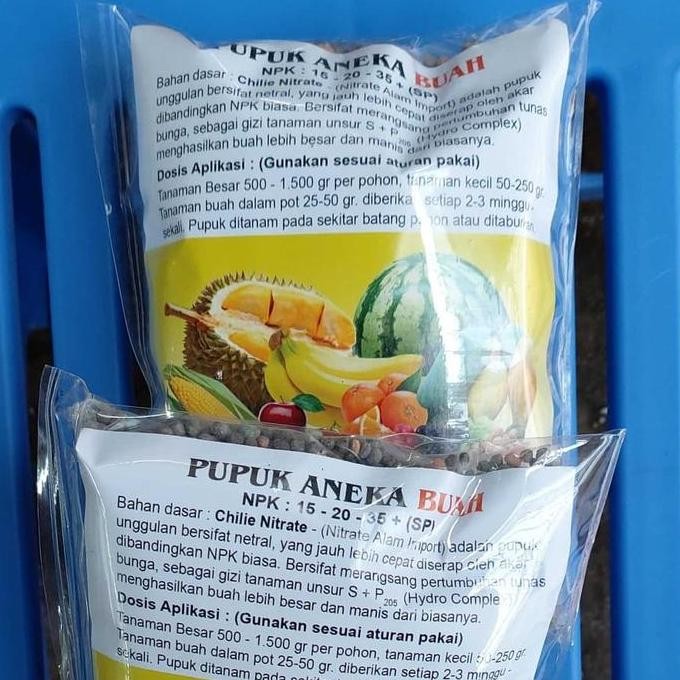 PUPUK ANEKA BUAH
NPK : 15 - 20 - 35 + (SP)
Bahan dasar : Chilie Nitrate - (Nitrate Alam Import) adalah pupuk
unggulan bersifat netral, yang jauh lebih cepat diserap oleh akar
dibandingkan NPK biasa. Bersifat merangsang pertumbuhan tunas
bunga, sebagai gizi tanaman unsur S + P205 (Hydro Complex)
menghasilkan buah lebih besar dan manis dari biasanya.
Dosis Aplikasi : (Gunakan sesuai aturan pakai)
Tanaman Besar 500 - 1.500 gr per pohon, tanaman kecil 50-250 gr.
Tanaman buah dalam pot 25-50 gr. diberikan setiap 2-3 minggu
sekali. Pupuk ditanam pada sekitar batang pohon atau ditaburkan
PUPUK ANEKA BUAH
NPK : 15 - 20 - 35 + (SP)
Bahan dasar : Chilie Nitrate - (Nitrate Alam Import) adalah pupuk
unggulan bersifat netral, yang jauh lebih cepat diserap oleh akar
dibandingkan NPK biasa. Bersifat merangsang pertumbuhan tunas
bunga, sebagai gizi tanaman unsur S + P205 (Hydro Complex)
menghasilkan buah lebih besar dan manis dari biasanya.
Dosis Aplikasi : (Gunakan sesuai aturan pakai)
Tanaman Besar 500 - 1.500 gr per pohon, tanaman kecil 50-250 gr.
Tanaman buah dalam pot 25-50 gr. diberikan setiap 2-3 minggu -
sekali. Pupuk ditanam pada sekitar